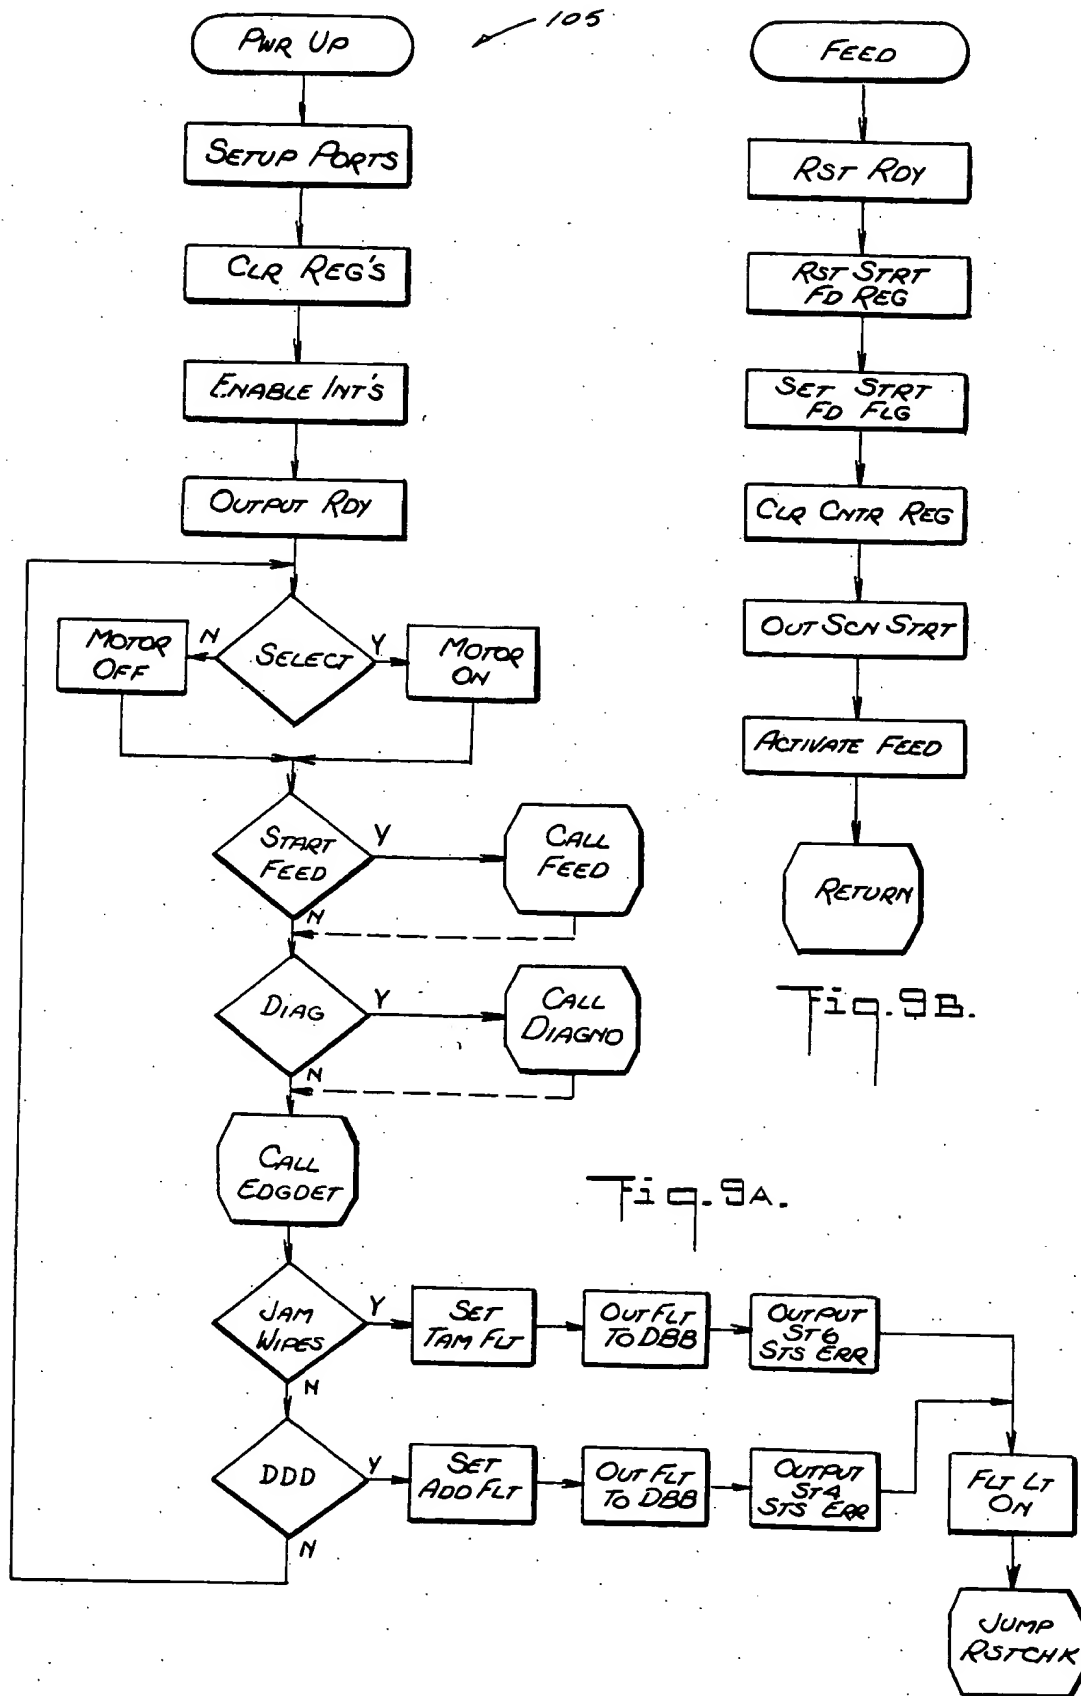 PWR UP
105
SETUP PORTS
CLR REG'S
ENABLE INT'S
OUTPUT RDY
SELECT
N
Y
MOTOR
OFF
MOTOR
ON
START
FEED
Y
N
CALL
FEED
DIAG
Y
N
CALL
DIAGNO
CALL
EDGDET
JAM
WIPES
Y
N
SET
TAM FLT
OUT FLT
TO DBB
OUTPUT
ST6
STS ERR
DDD
Y
N
SET
ADD FLT
OUT FLT
TO DBB
OUTPUT
ST4
STS ERR
FLT LT
ON
JUMP
RSTCHK
Fig. 9A.
FEED
RST RDY
RST STRT
FD REG
SET STRT
FD FLG
CLR CNTR REG
OUT SCN STRT
ACTIVATE FEED
RETURN
Fig. 9B.